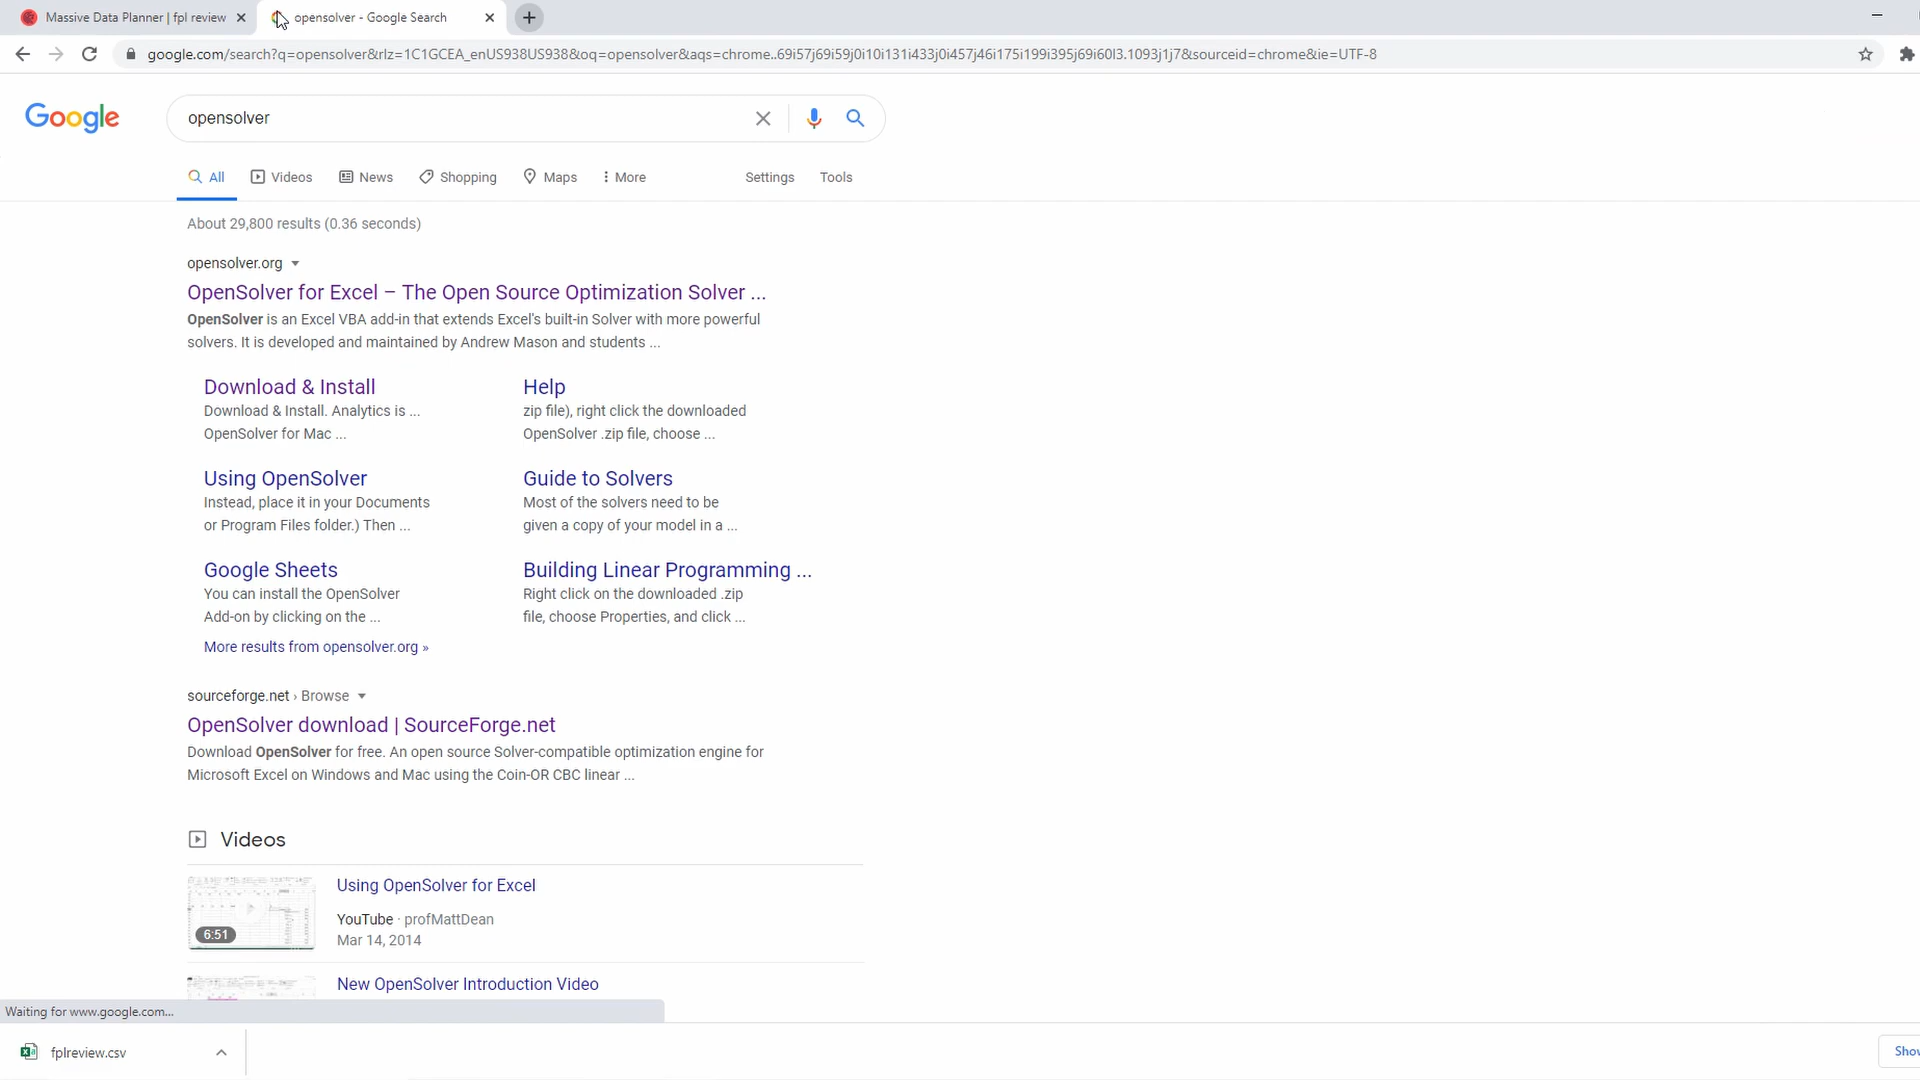 Massive Data Planner | fpl review
opensolver - Google Search
google.com/search?q=opensolver&rlz=1C1GCEA_enUS938US938&oq=opensolver&aqs=chrome..69i57j69i59j0i10i131i433j0i457j46i175i199i395j69i60l3.1093j1j7&sourceid=chrome&ie=UTF-8
Google
opensolver
All Videos News Shopping Maps More Settings Tools
About 29,800 results (0.36 seconds)
opensolver.org
OpenSolver for Excel – The Open Source Optimization Solver ...
OpenSolver is an Excel VBA add-in that extends Excel's built-in Solver with more powerful
solvers. It is developed and maintained by Andrew Mason and students ...
Download & Install
Download & Install. Analytics is ...
OpenSolver for Mac ...
Help
zip file), right click the downloaded
OpenSolver .zip file, choose ...
Using OpenSolver
Instead, place it in your Documents
or Program Files folder.) Then ...
Guide to Solvers
Most of the solvers need to be
given a copy of your model in a ...
Google Sheets
You can install the OpenSolver
Add-on by clicking on the ...
Building Linear Programming ...
Right click on the downloaded .zip
file, choose Properties, and click ...
More results from opensolver.org »
sourceforge.net › Browse
OpenSolver download | SourceForge.net
Download OpenSolver for free. An open source Solver-compatible optimization engine for
Microsoft Excel on Windows and Mac using the Coin-OR CBC linear ...
Videos
6:51
Using OpenSolver for Excel
YouTube · profMattDean
Mar 14, 2014
New OpenSolver Introduction Video
Waiting for www.google.com...
fplreview.csv
Show